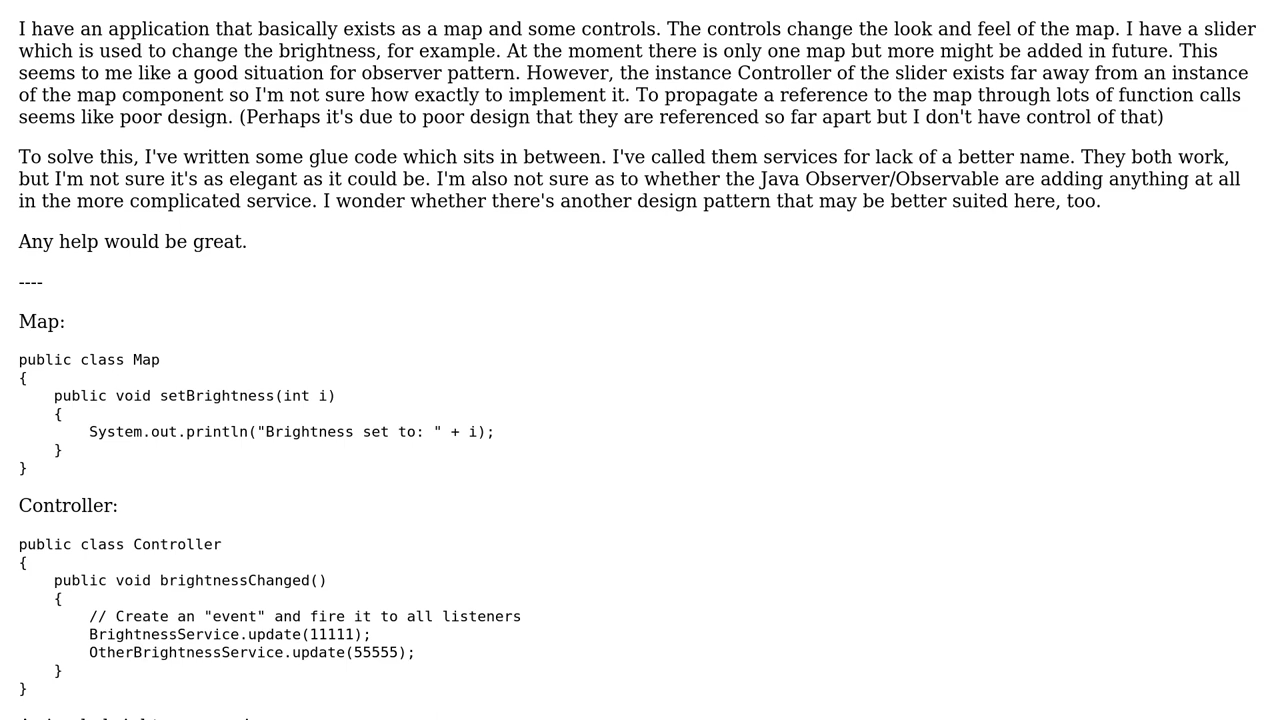 I have an application that basically exists as a map and some controls. The controls change the look and feel of the map. I have a slider
which is used to change the brightness, for example. At the moment there is only one map but more might be added in future. This
seems to me like a good situation for observer pattern. However, the instance Controller of the slider exists far away from an instance
of the map component so I'm not sure how exactly to implement it. To propagate a reference to the map through lots of function calls
seems like poor design. (Perhaps it's due to poor design that they are referenced so far apart but I don't have control of that)
To solve this, I've written some glue code which sits in between. I've called them services for lack of a better name. They both work,
but I'm not sure it's as elegant as it could be. I'm also not sure as to whether the Java Observer/Observable are adding anything at all
in the more complicated service. I wonder whether there's another design pattern that may be better suited here, too.
Any help would be great.
----
Map:
public class Map
{
    public void setBrightness(int i)
    {
        System.out.println("Brightness set to: " + i);
    }
}
Controller:
public class Controller
{
    public void brightnessChanged()
    {
        // Create an "event" and fire it to all listeners
        BrightnessService.update(11111);
        OtherBrightnessService.update(55555);
    }
}